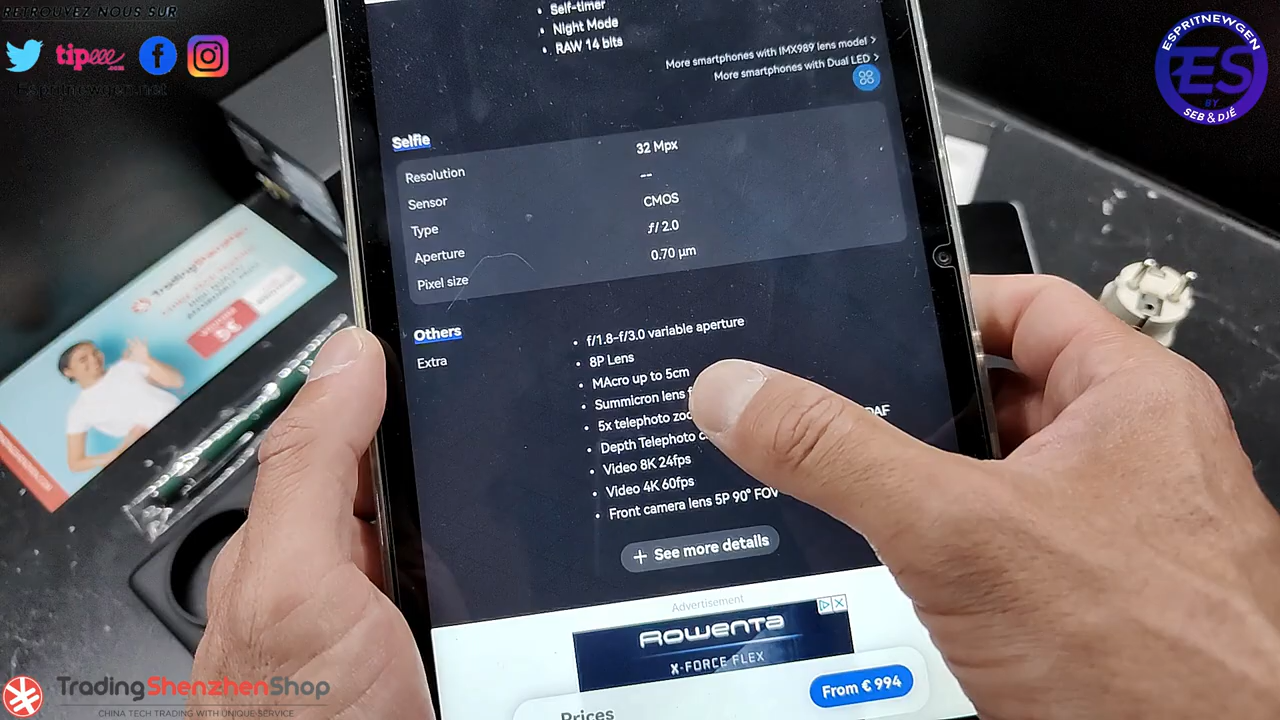 RETROUVEZ NOUS SUR
tipeee
.com
Espritnewgen.net
ESPRITNEWGEN
ES
BY
SEB & DJÉ
Self-timer
Night Mode
RAW 14 bits
More smartphones with IMX989 lens model >
More smartphones with Dual LED >
Selfie
Resolution 32 Mpx
Sensor --
Type CMOS
Aperture ƒ/ 2.0
Pixel size 0.70 µm
Others
Extra
f/1.8-f/3.0 variable aperture
8P Lens
MAcro up to 5cm
Summicron lens
5x telephoto
Depth Telephoto
Video 8K 24fps
Video 4K 60fps
Front camera lens 5P 90° FOV
+ See more details
Advertisement
ROWENTA
X-FORCE FLEX
Prices
From € 994
TradingShenzhenShop
CHINA TECH TRADING WITH UNIQUE SERVICE